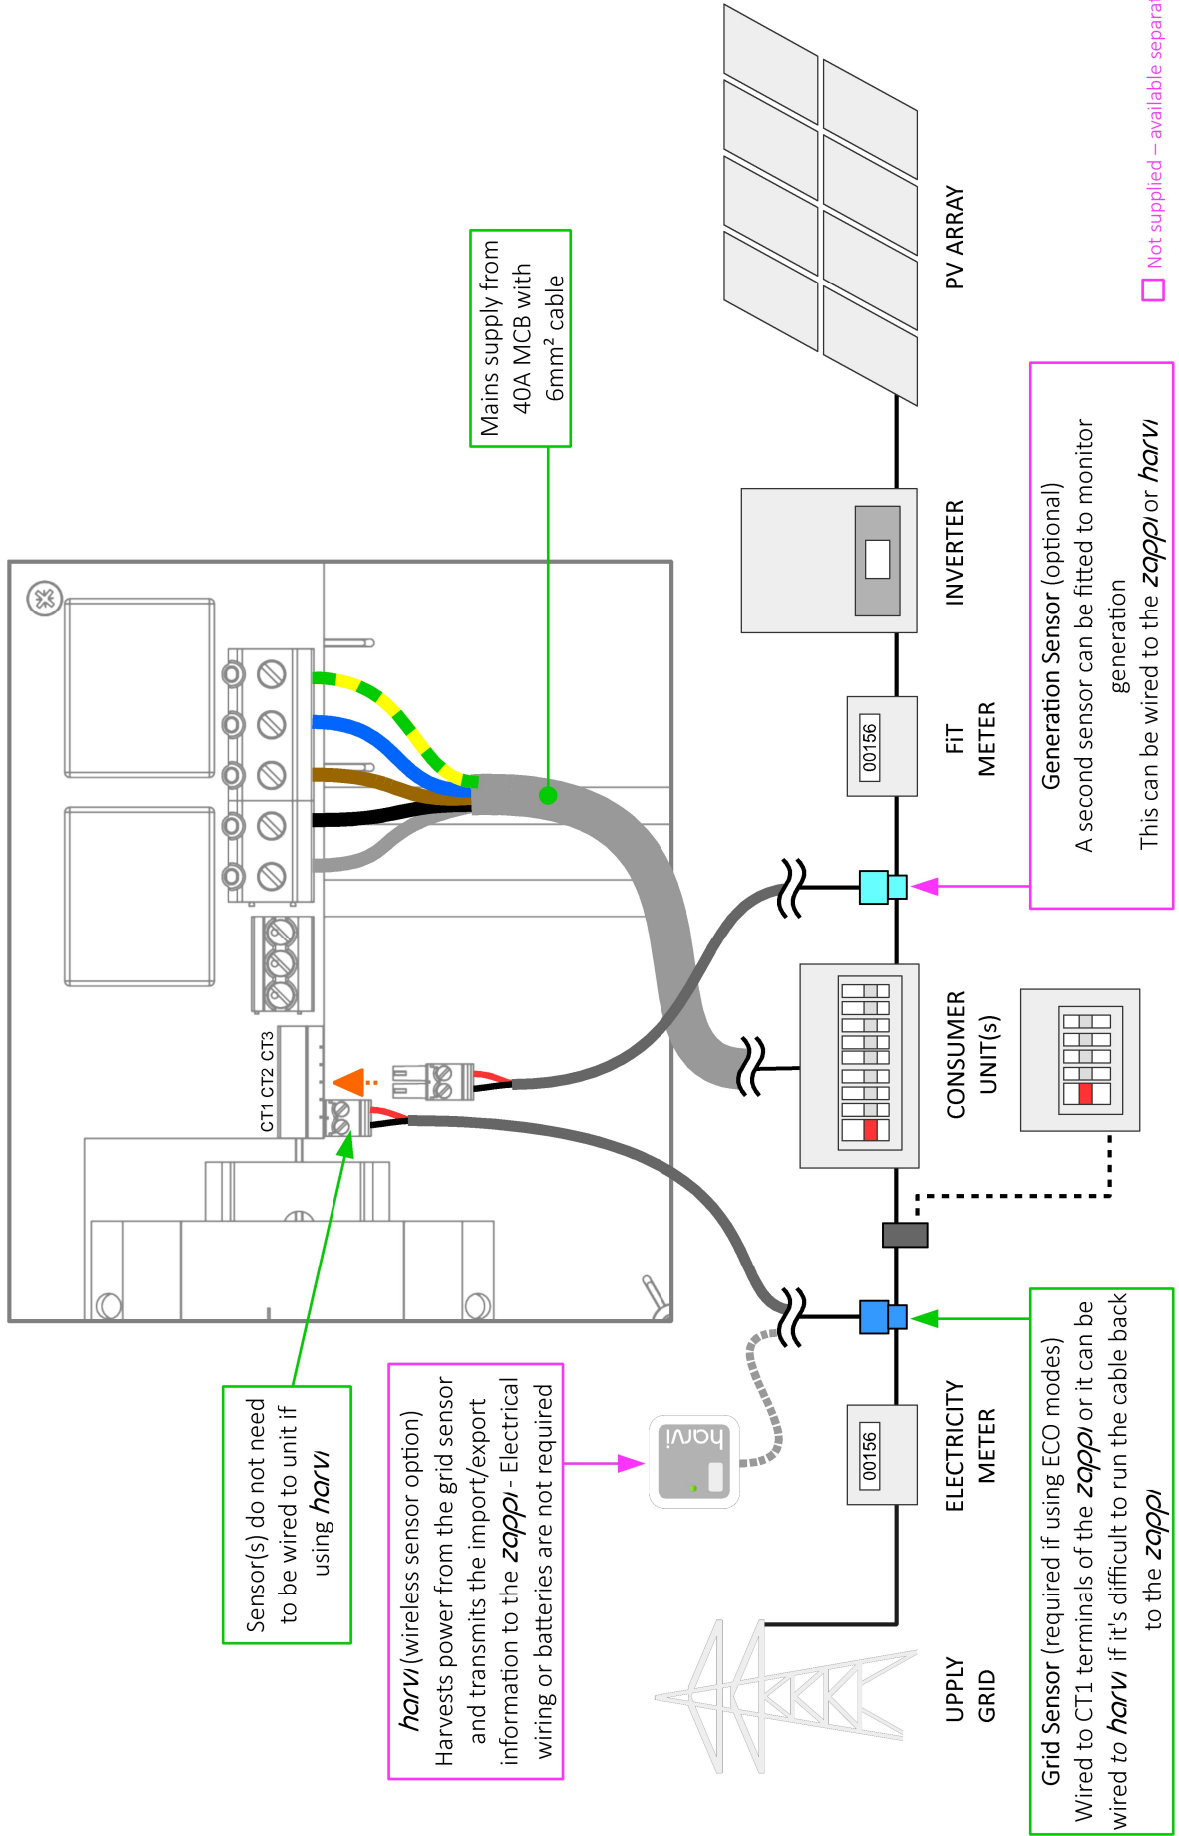 Sensor(s) do not need
to be wired to unit if
using harvi
CT1 CT2 CT3
Mains supply from
40A MCB with
6mm² cable
harvi (wireless sensor option)
Harvests power from the grid sensor
and transmits the import/export
information to the zappi - Electrical
wiring or batteries are not required
harvi
00156
00156
UPPLY
GRID
ELECTRICITY
METER
CONSUMER
UNIT(s)
FiT
METER
INVERTER
PV ARRAY
Grid Sensor (required if using ECO modes)
Wired to CT1 terminals of the zappi or it can be
wired to harvi if it's difficult to run the cable back
to the zappi
Generation Sensor (optional)
A second sensor can be fitted to monitor
generation
This can be wired to the zappi or harvi
Not supplied – available separat